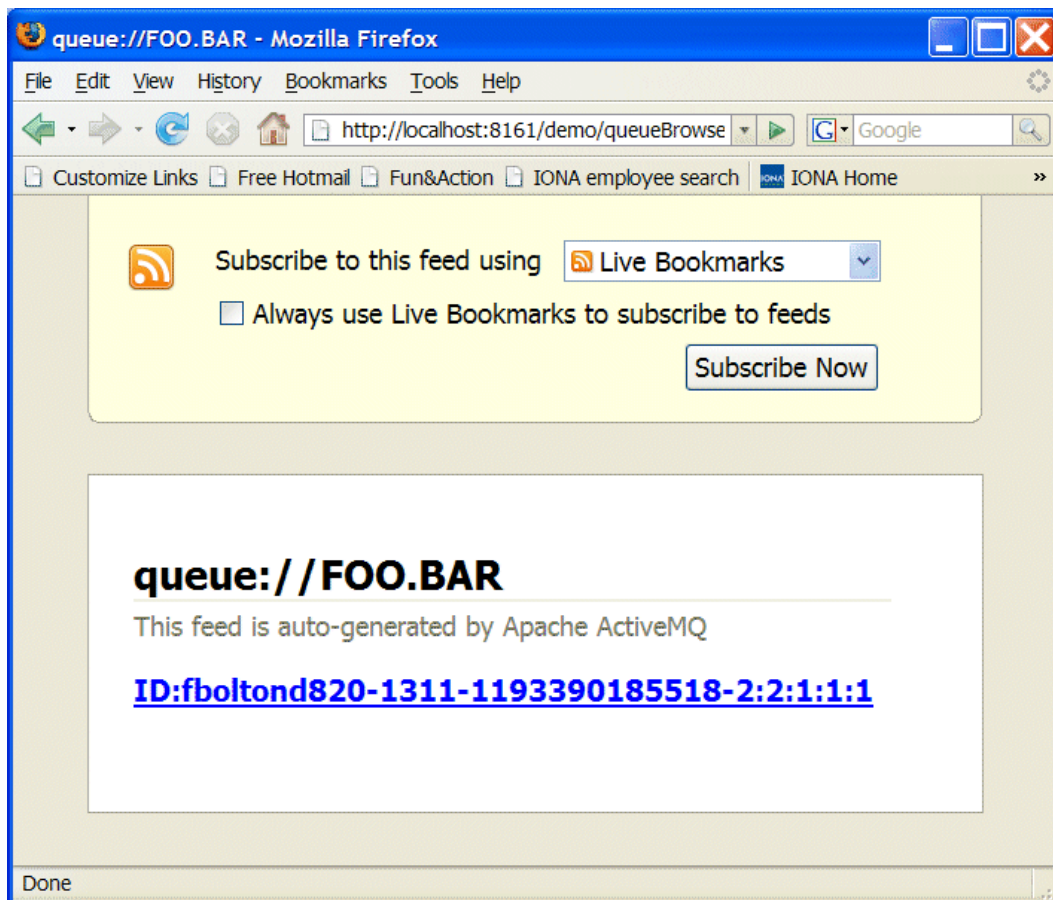 queue://FOO.BAR - Mozilla Firefox
File Edit View History Bookmarks Tools Help
http://localhost:8161/demo/queueBrowse G Google
Customize Links Free Hotmail Fun&Action IONA employee search IONA IONA Home »
Subscribe to this feed using Live Bookmarks
Always use Live Bookmarks to subscribe to feeds
Subscribe Now
queue://FOO.BAR
This feed is auto-generated by Apache ActiveMQ
ID:fboltond820-1311-1193390185518-2:2:1:1:1
Done